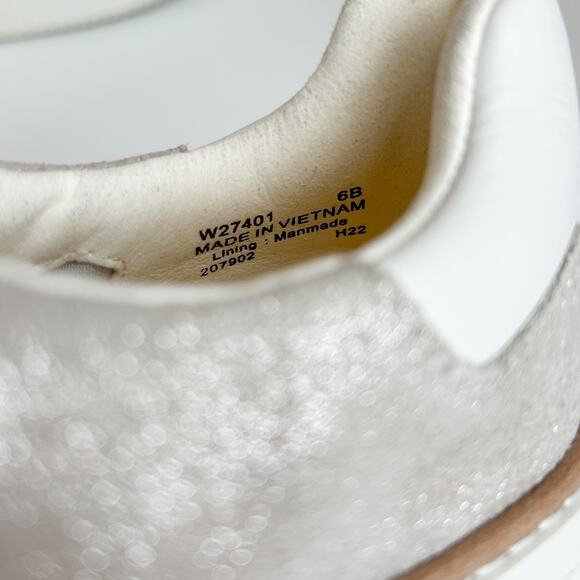 W27401 6B
MADE IN VIETNAM
Lining : Manmade
207902 H22